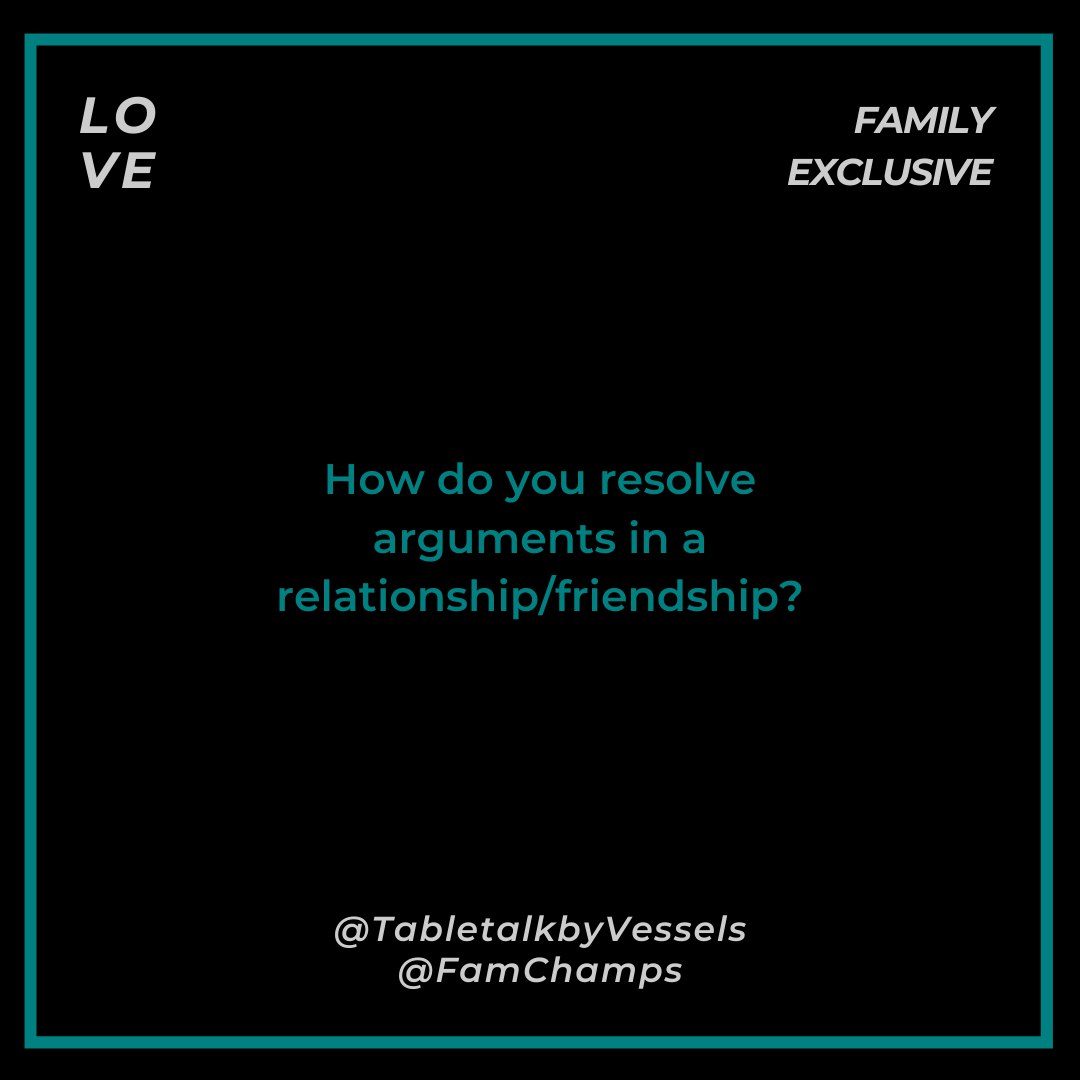 LO
VE
FAMILY
EXCLUSIVE
How do you resolve
arguments in a
relationship/friendship?
@TabletalkbyVessels
@FamChamps